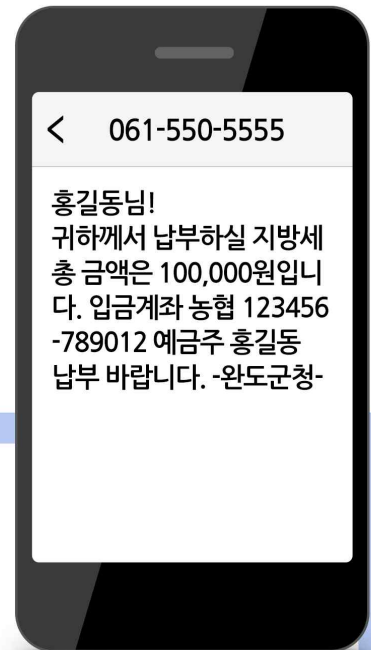 < 061-550-5555
홍길동님!
귀하께서 납부하실 지방세
총 금액은 100,000원입니
다. 입금계좌 농협 123456
-789012 예금주 홍길동
납부 바랍니다. -완도군청-